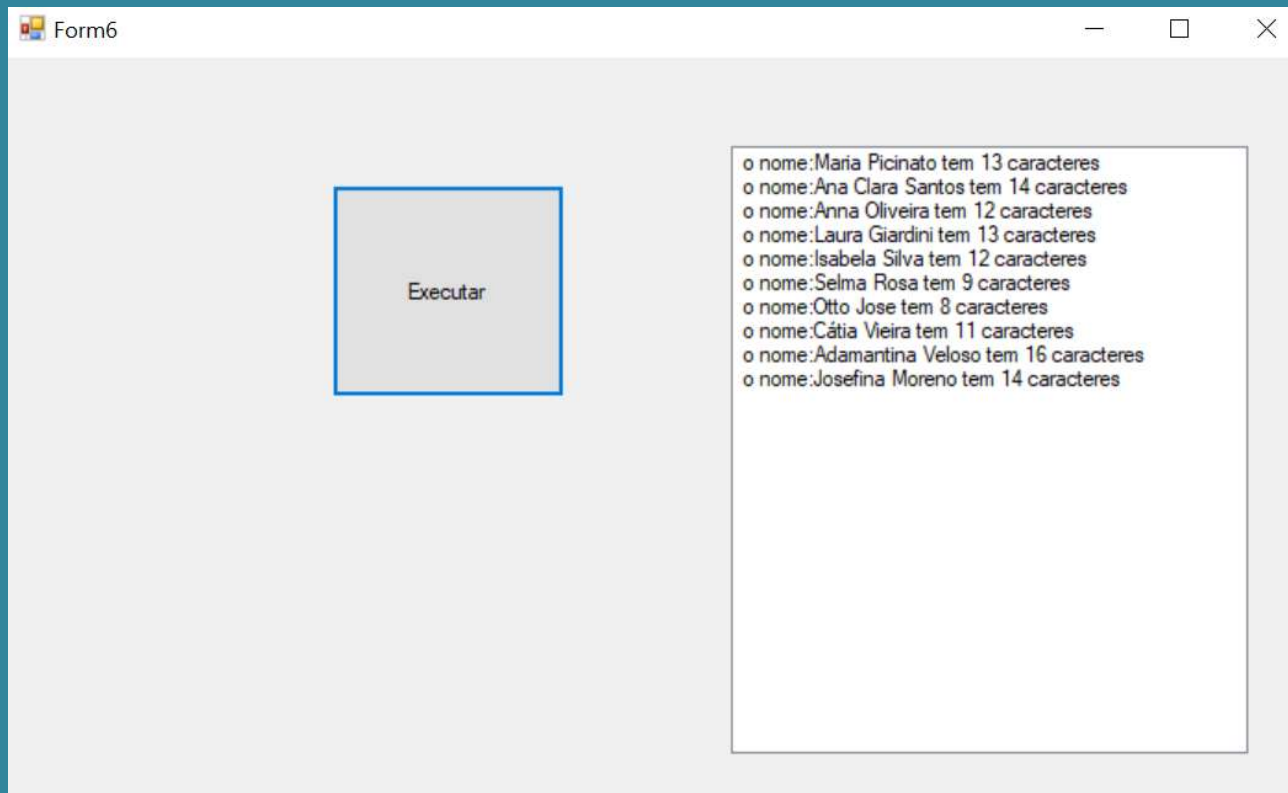 Form6
Executar
o nome:Maria Picinato tem 13 caracteres
o nome:Ana Clara Santos tem 14 caracteres
o nome:Anna Oliveira tem 12 caracteres
o nome:Laura Giardini tem 13 caracteres
o nome:Isabela Silva tem 12 caracteres
o nome:Selma Rosa tem 9 caracteres
o nome:Otto Jose tem 8 caracteres
o nome:Cátia Vieira tem 11 caracteres
o nome:Adamantina Veloso tem 16 caracteres
o nome:Josefina Moreno tem 14 caracteres